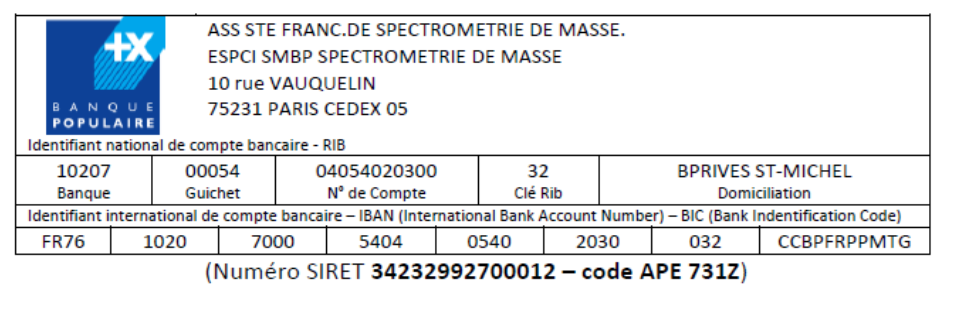 ASS STE FRANC.DE SPECTROMETRIE DE MASSE.
ESPCI SMBP SPECTROMETRIE DE MASSE
10 rue VAUQUELIN
75231 PARIS CEDEX 05
+X
BANQUE
POPULAIRE
Identifiant national de compte bancaire - RIB
10207 00054 04054020300 32 BPRIVES ST-MICHEL
Banque Guichet N° de Compte Clé Rib Domiciliation
Identifiant international de compte bancaire – IBAN (International Bank Account Number) – BIC (Bank Indentification Code)
FR76 1020 7000 5404 0540 2030 032 CCBPFRPPMTG
(Numéro SIRET 34232992700012 – code APE 731Z)